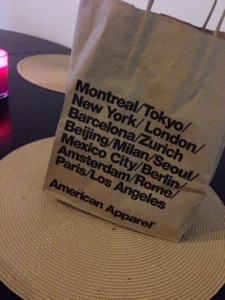 Montreal/Tokyo/
New York/London/
Barcelona/Zurich
Beijing/Milan/Seoul/
Mexico City/Berlin/
Amsterdam/Rome/
Paris/Los Angeles
American Apparel®